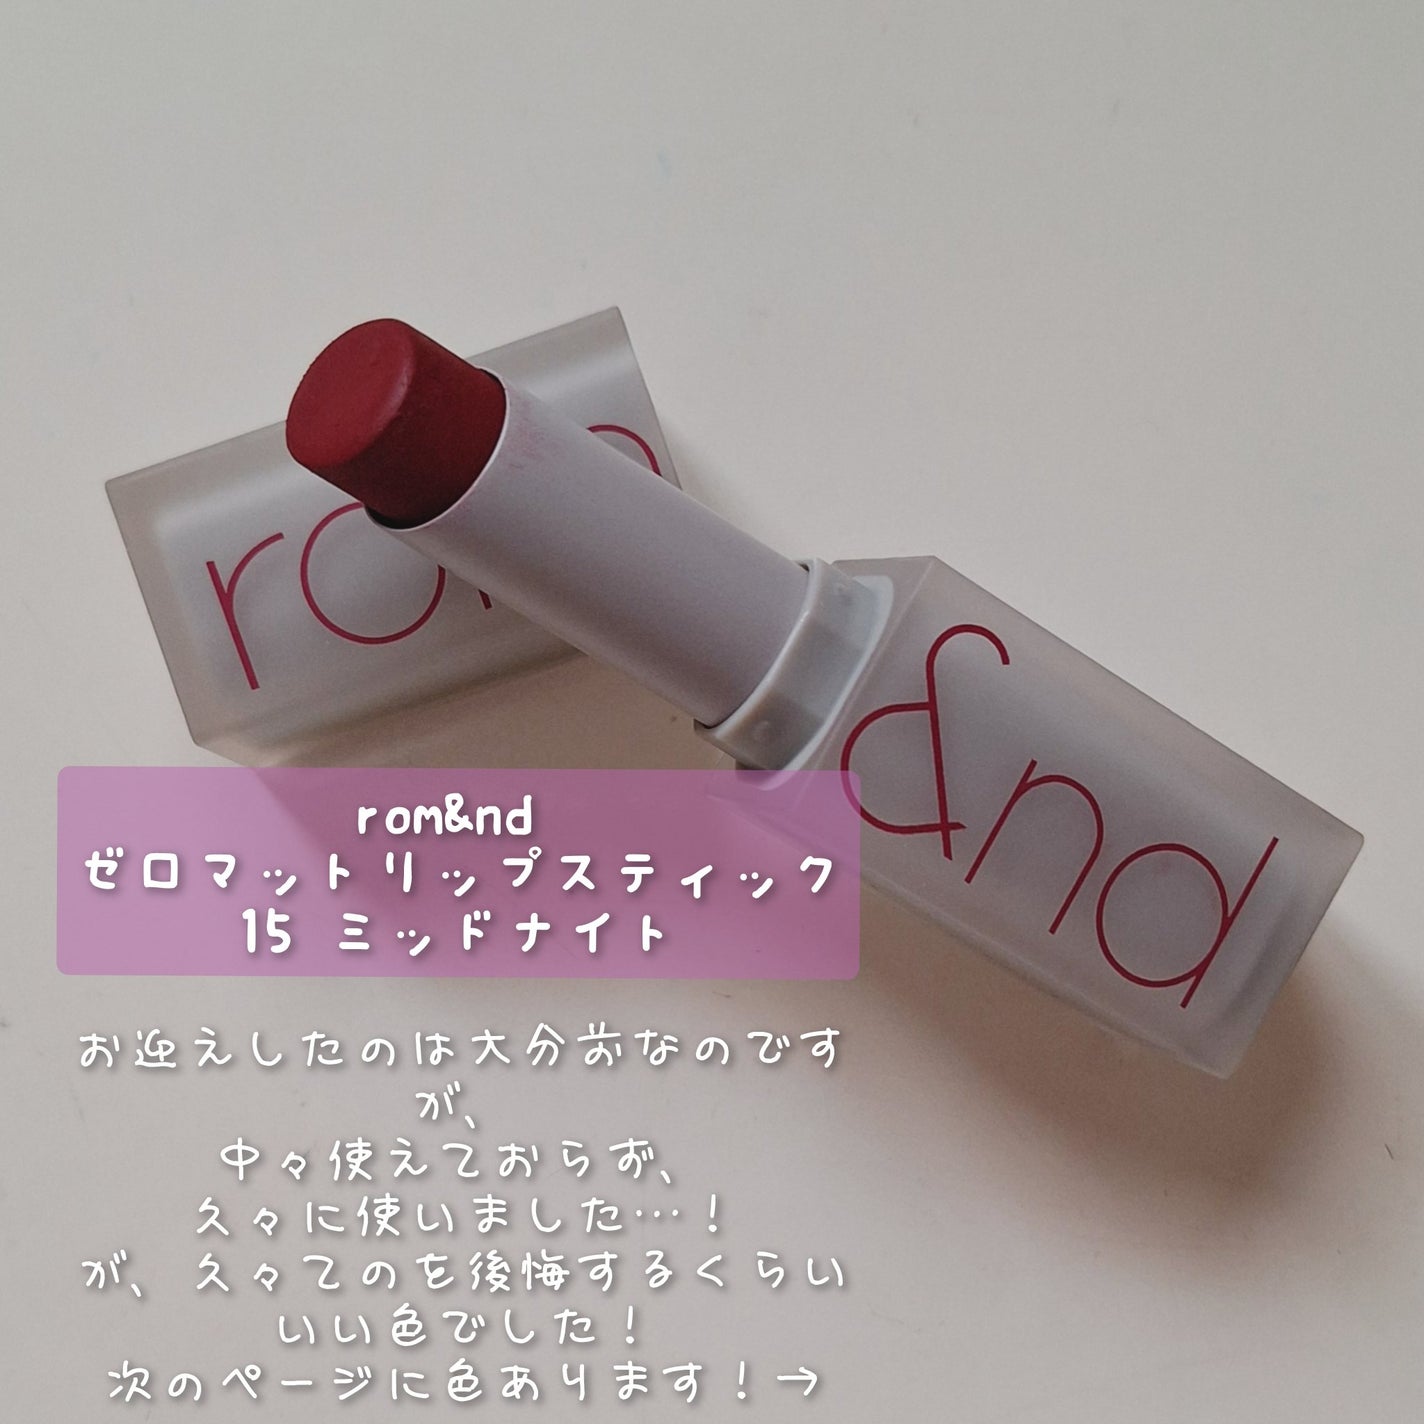 rom
&nd
rom&nd
ゼロマットリップスティック
15 ミッドナイト
お迎えしたのは大分前なのです
が、
中々使えておらず、
久々に使いました…！
が、久々てのを後悔するくらい
いい色でした！
次のページに色あります！→